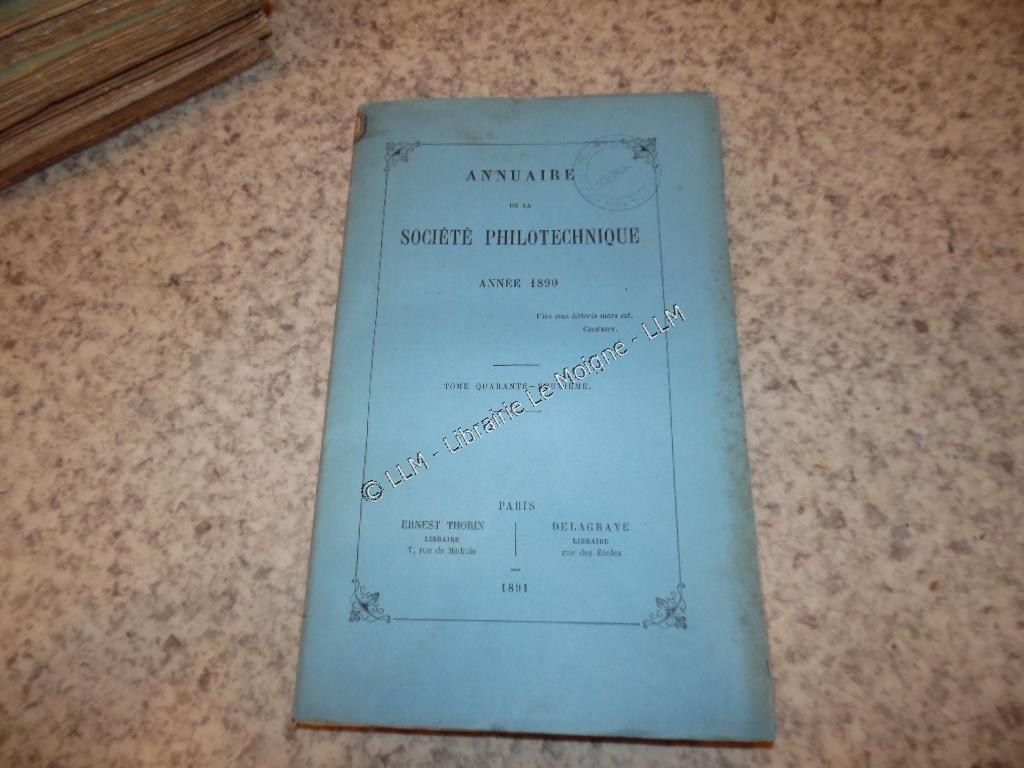 ANNUAIRE
DE LA
SOCIÉTÉ PHILOTECHNIQUE
ANNÉE 1890
Vita sine litteris mors est.
TOME QUARANTE-NEUVIÈME.
© LLM - Librairie Le Moigne - LLM
PARIS
ERNEST THORIN
LIBRAIRE
7, rue de Médicis
DELAGRAVE
LIBRAIRE
rue des Écoles
1891